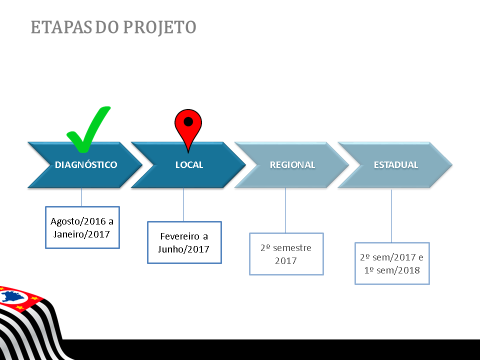 ETAPAS DO PROJETO
DIAGNÓSTICO
LOCAL
REGIONAL
ESTADUAL
Agosto/2016 a
Janeiro/2017
Fevereiro a
Junho/2017
2º semestre
2017
2º sem/2017 e
1º sem/2018